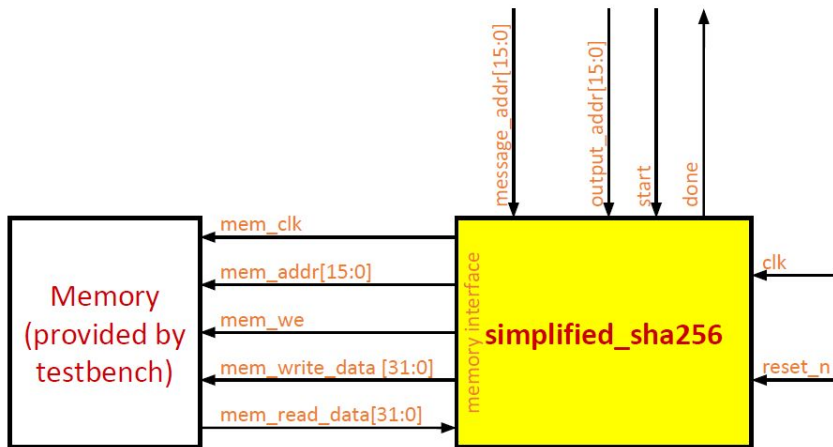 message_addr[15:0]
output_addr[15:0]
start
done
mem_clk
mem_addr[15:0]
mem_we
mem_write_data [31:0]
mem_read_data[31:0]
Memory
(provided by
testbench)
memory interface
simplified_sha256
clk
reset_n